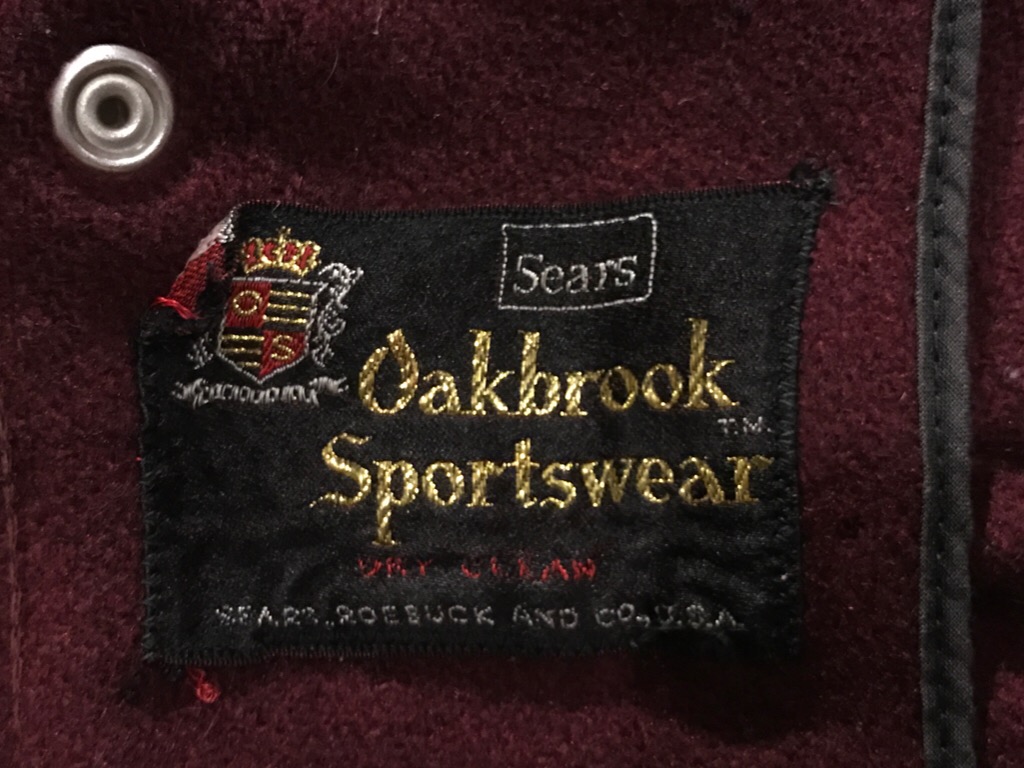 Sears
Oakbrook
T.M.
Sportswear
DRY CLEAN
SEARS, ROEBUCK AND CO., U.S.A.